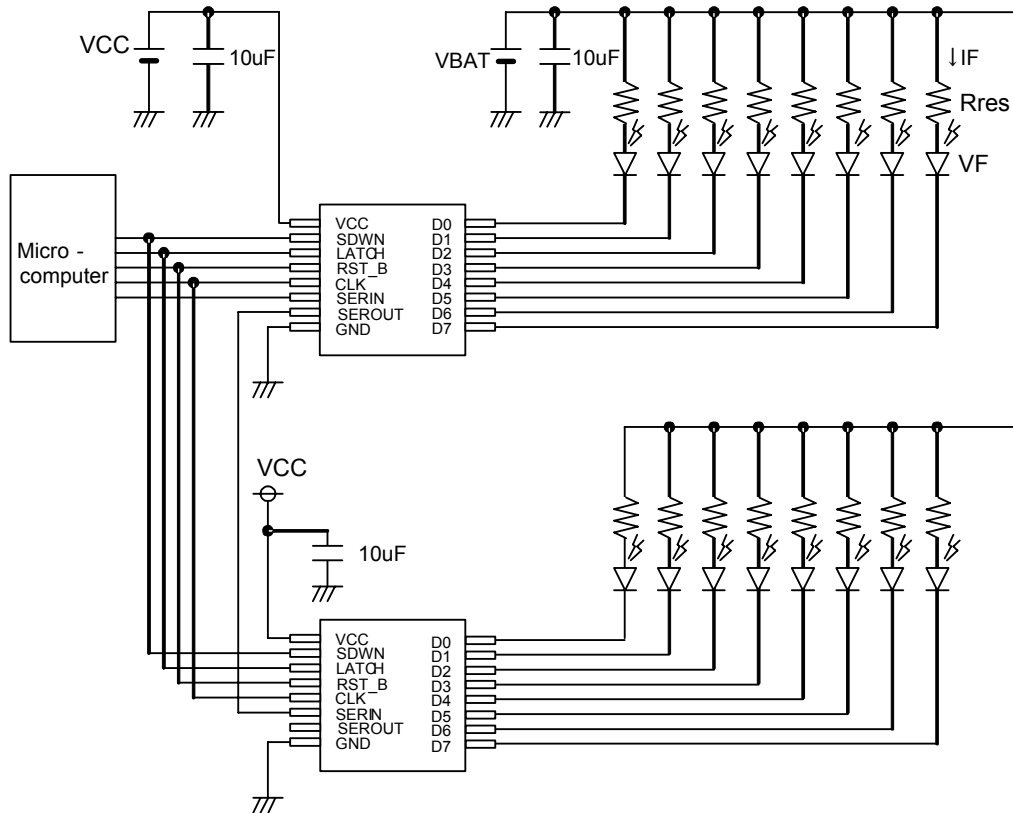 VCC
10uF
VBAT
10uF
↓IF
Rres
VF
Micro -
computer
VCC
SDWN
LATCH
RST_B
CLK
SERIN
SEROUT
GND
D0
D1
D2
D3
D4
D5
D6
D7
VCC
10uF
VCC
SDWN
LATCH
RST_B
CLK
SERIN
SEROUT
GND
D0
D1
D2
D3
D4
D5
D6
D7